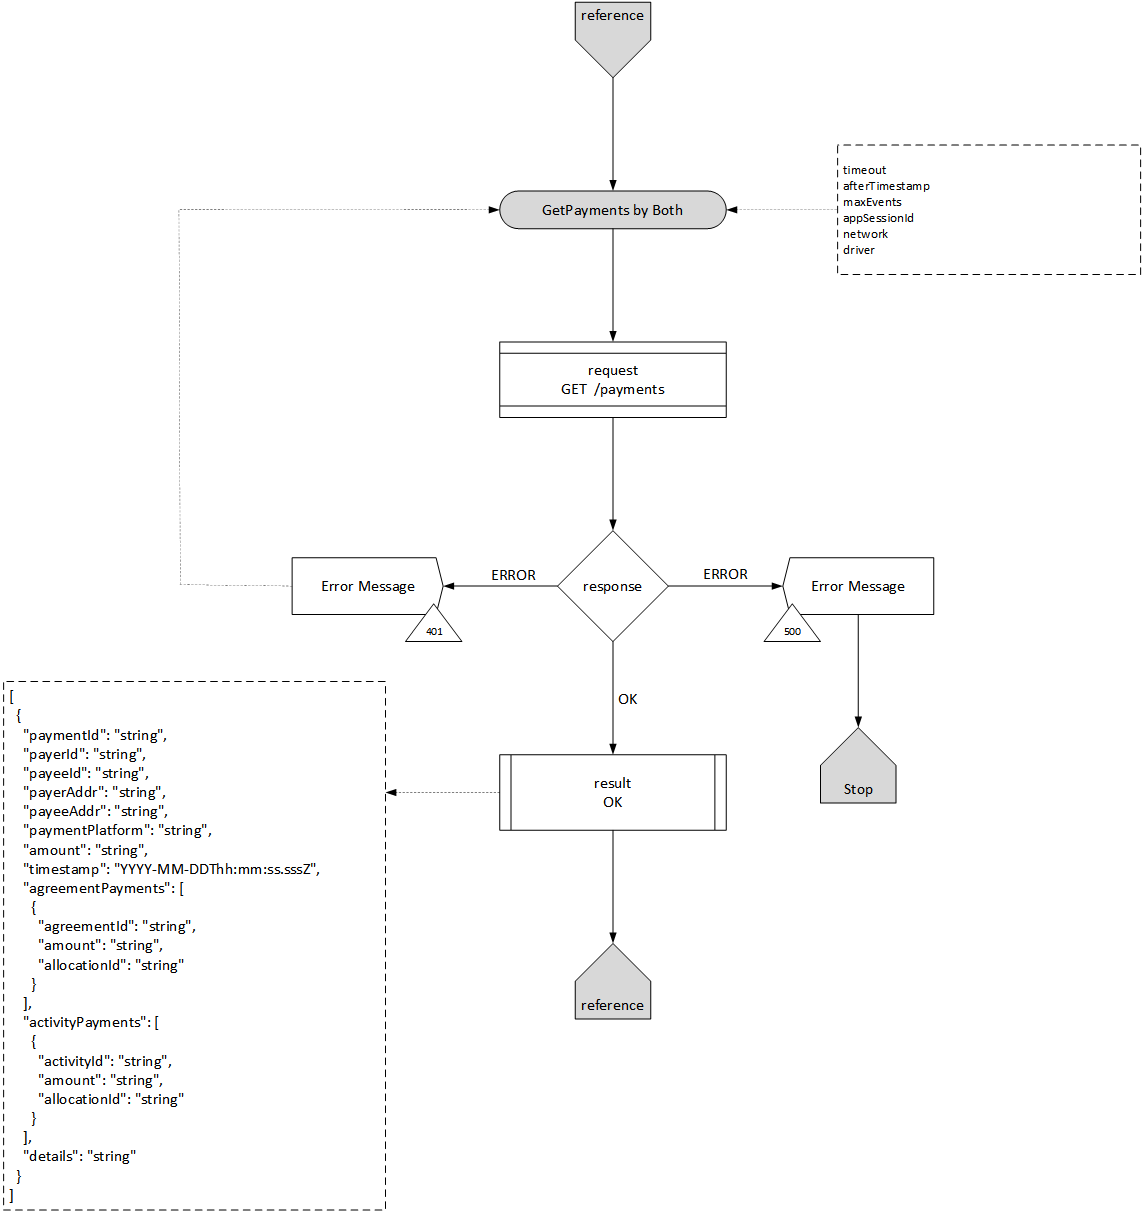 reference
timeout
afterTimestamp
maxEvents
appSessionId
network
driver
GetPayments by Both
request
GET /payments
ERROR
ERROR
Error Message
response
Error Message
401
500
OK
result
OK
Stop
[
{
"paymentId": "string",
"payerId": "string",
"payeeId": "string",
"payerAddr": "string",
"payeeAddr": "string",
"paymentPlatform": "string",
"amount": "string",
"timestamp": "YYYY-MM-DDThh:mm:ss.sssZ",
"agreementPayments": [
{
"agreementId": "string",
"amount": "string",
"allocationId": "string"
}
],
"activityPayments": [
{
"activityId": "string",
"amount": "string",
"allocationId": "string"
}
],
"details": "string"
}
]
reference